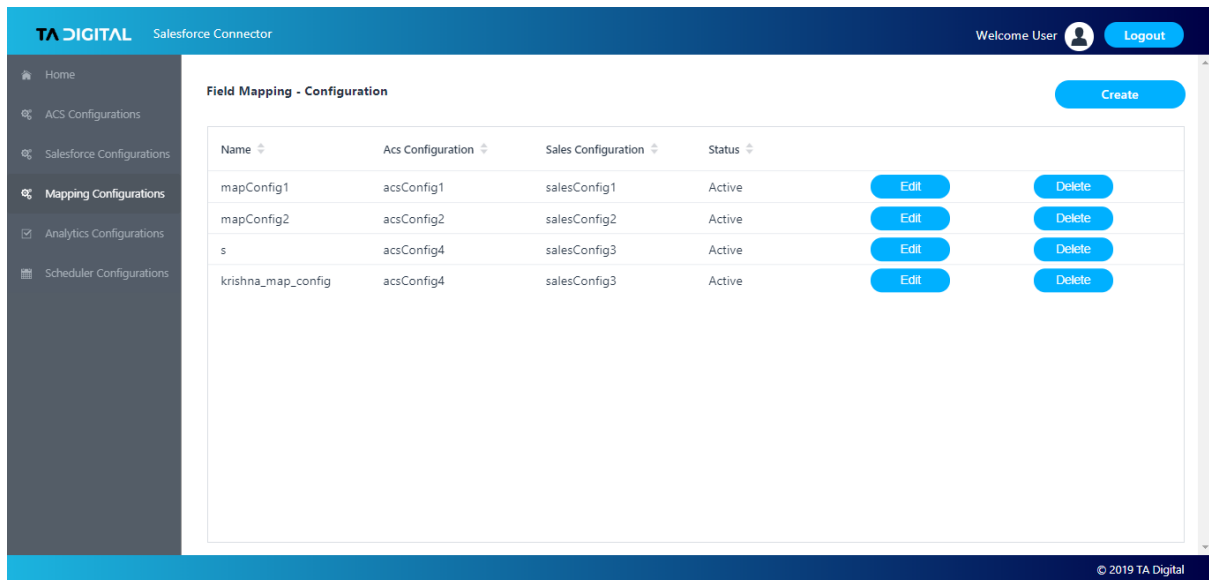 TA DIGITAL Salesforce Connector Welcome User Logout
Home
ACS Configurations
Salesforce Configurations
Mapping Configurations
Analytics Configurations
Scheduler Configurations
Field Mapping - Configuration Create
Name Acs Configuration Sales Configuration Status
mapConfig1 acsConfig1 salesConfig1 Active Edit Delete
mapConfig2 acsConfig2 salesConfig2 Active Edit Delete
s acsConfig4 salesConfig3 Active Edit Delete
krishna_map_config acsConfig4 salesConfig3 Active Edit Delete
© 2019 TA Digital